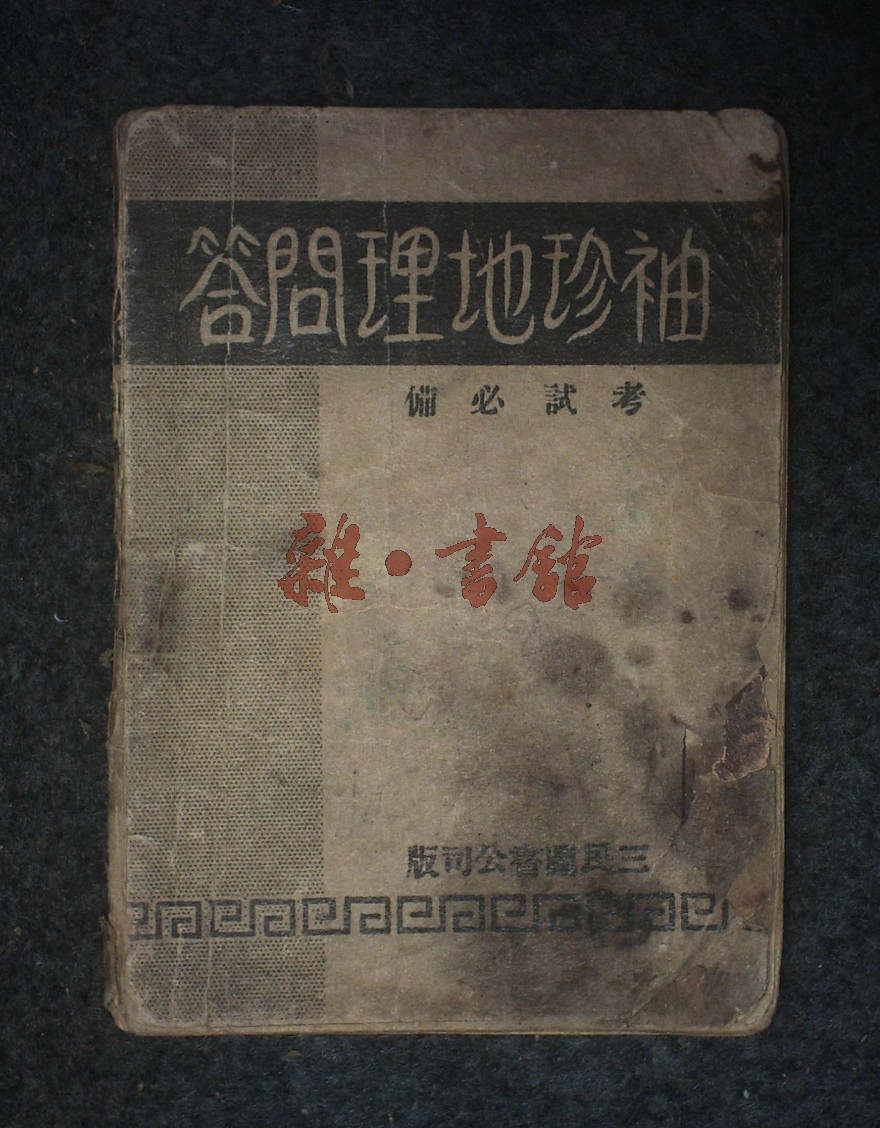 袖珍地理問答
考試必備
雜·書館
三民圖書公司版